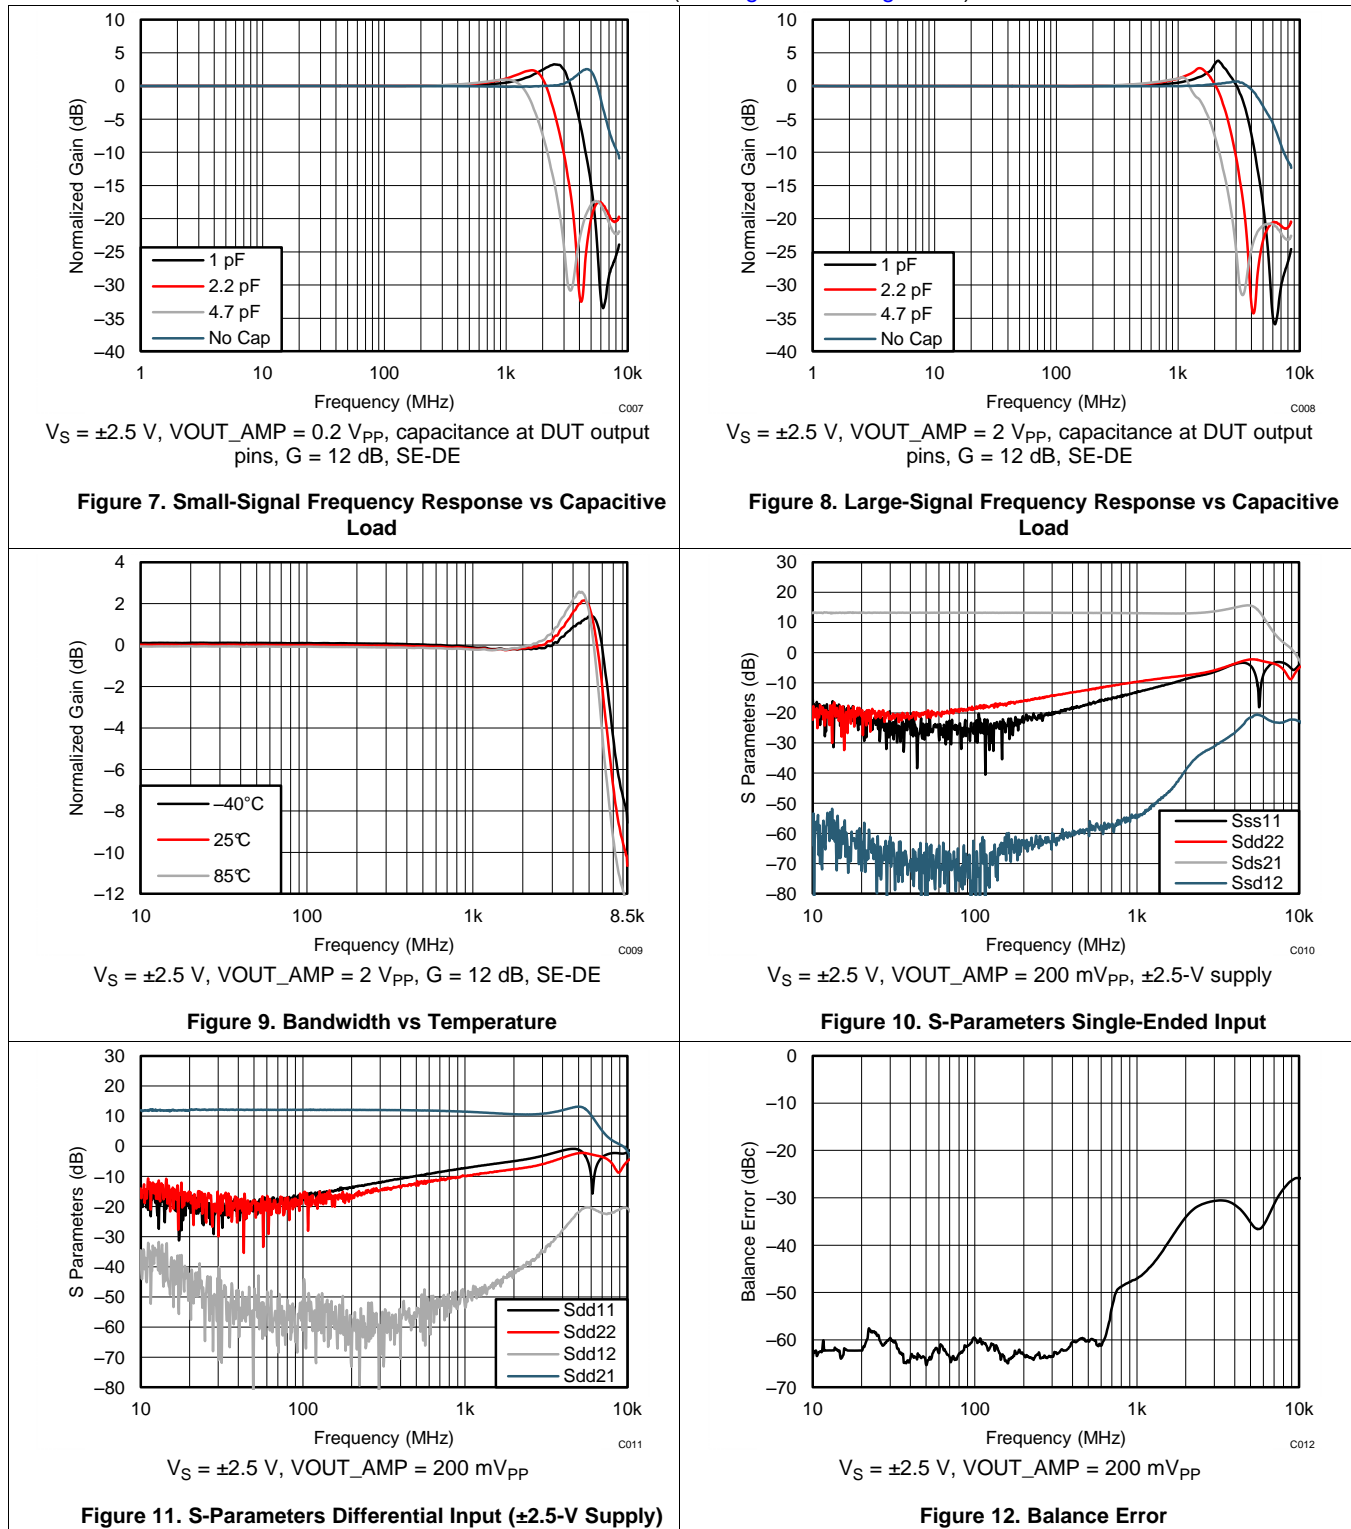 10
5
0
–5
–10
–15
–20
–25
–30
–35
–40
Normalized Gain (dB)
1 pF
2.2 pF
4.7 pF
No Cap
1 10 100 1k 10k
Frequency (MHz)
C007
VS = ±2.5 V, VOUT_AMP = 0.2 VPP, capacitance at DUT output
pins, G = 12 dB, SE-DE
Figure 7. Small-Signal Frequency Response vs Capacitive
Load
10
5
0
–5
–10
–15
–20
–25
–30
–35
–40
Normalized Gain (dB)
1 pF
2.2 pF
4.7 pF
No Cap
1 10 100 1k 10k
Frequency (MHz)
C008
VS = ±2.5 V, VOUT_AMP = 2 VPP, capacitance at DUT output
pins, G = 12 dB, SE-DE
Figure 8. Large-Signal Frequency Response vs Capacitive
Load
4
2
0
–2
–4
–6
–8
–10
–12
Normalized Gain (dB)
–40°C
25°C
85°C
10 100 1k 8.5k
Frequency (MHz)
C009
VS = ±2.5 V, VOUT_AMP = 2 VPP, G = 12 dB, SE-DE
Figure 9. Bandwidth vs Temperature
30
20
10
0
–10
–20
–30
–40
–50
–60
–70
–80
S Parameters (dB)
Sss11
Sdd22
Sds21
Ssd12
10 100 1k 10k
Frequency (MHz)
C010
VS = ±2.5 V, VOUT_AMP = 200 mVPP, ±2.5-V supply
Figure 10. S-Parameters Single-Ended Input
30
20
10
0
–10
–20
–30
–40
–50
–60
–70
–80
S Parameters (dB)
Sdd11
Sdd22
Sdd12
Sdd21
10 100 1k 10k
Frequency (MHz)
C011
VS = ±2.5 V, VOUT_AMP = 200 mVPP
Figure 11. S-Parameters Differential Input (±2.5-V Supply)
0
–10
–20
–30
–40
–50
–60
–70
Balance Error (dBc)
10 100 1k 10k
Frequency (MHz)
C012
VS = ±2.5 V, VOUT_AMP = 200 mVPP
Figure 12. Balance Error